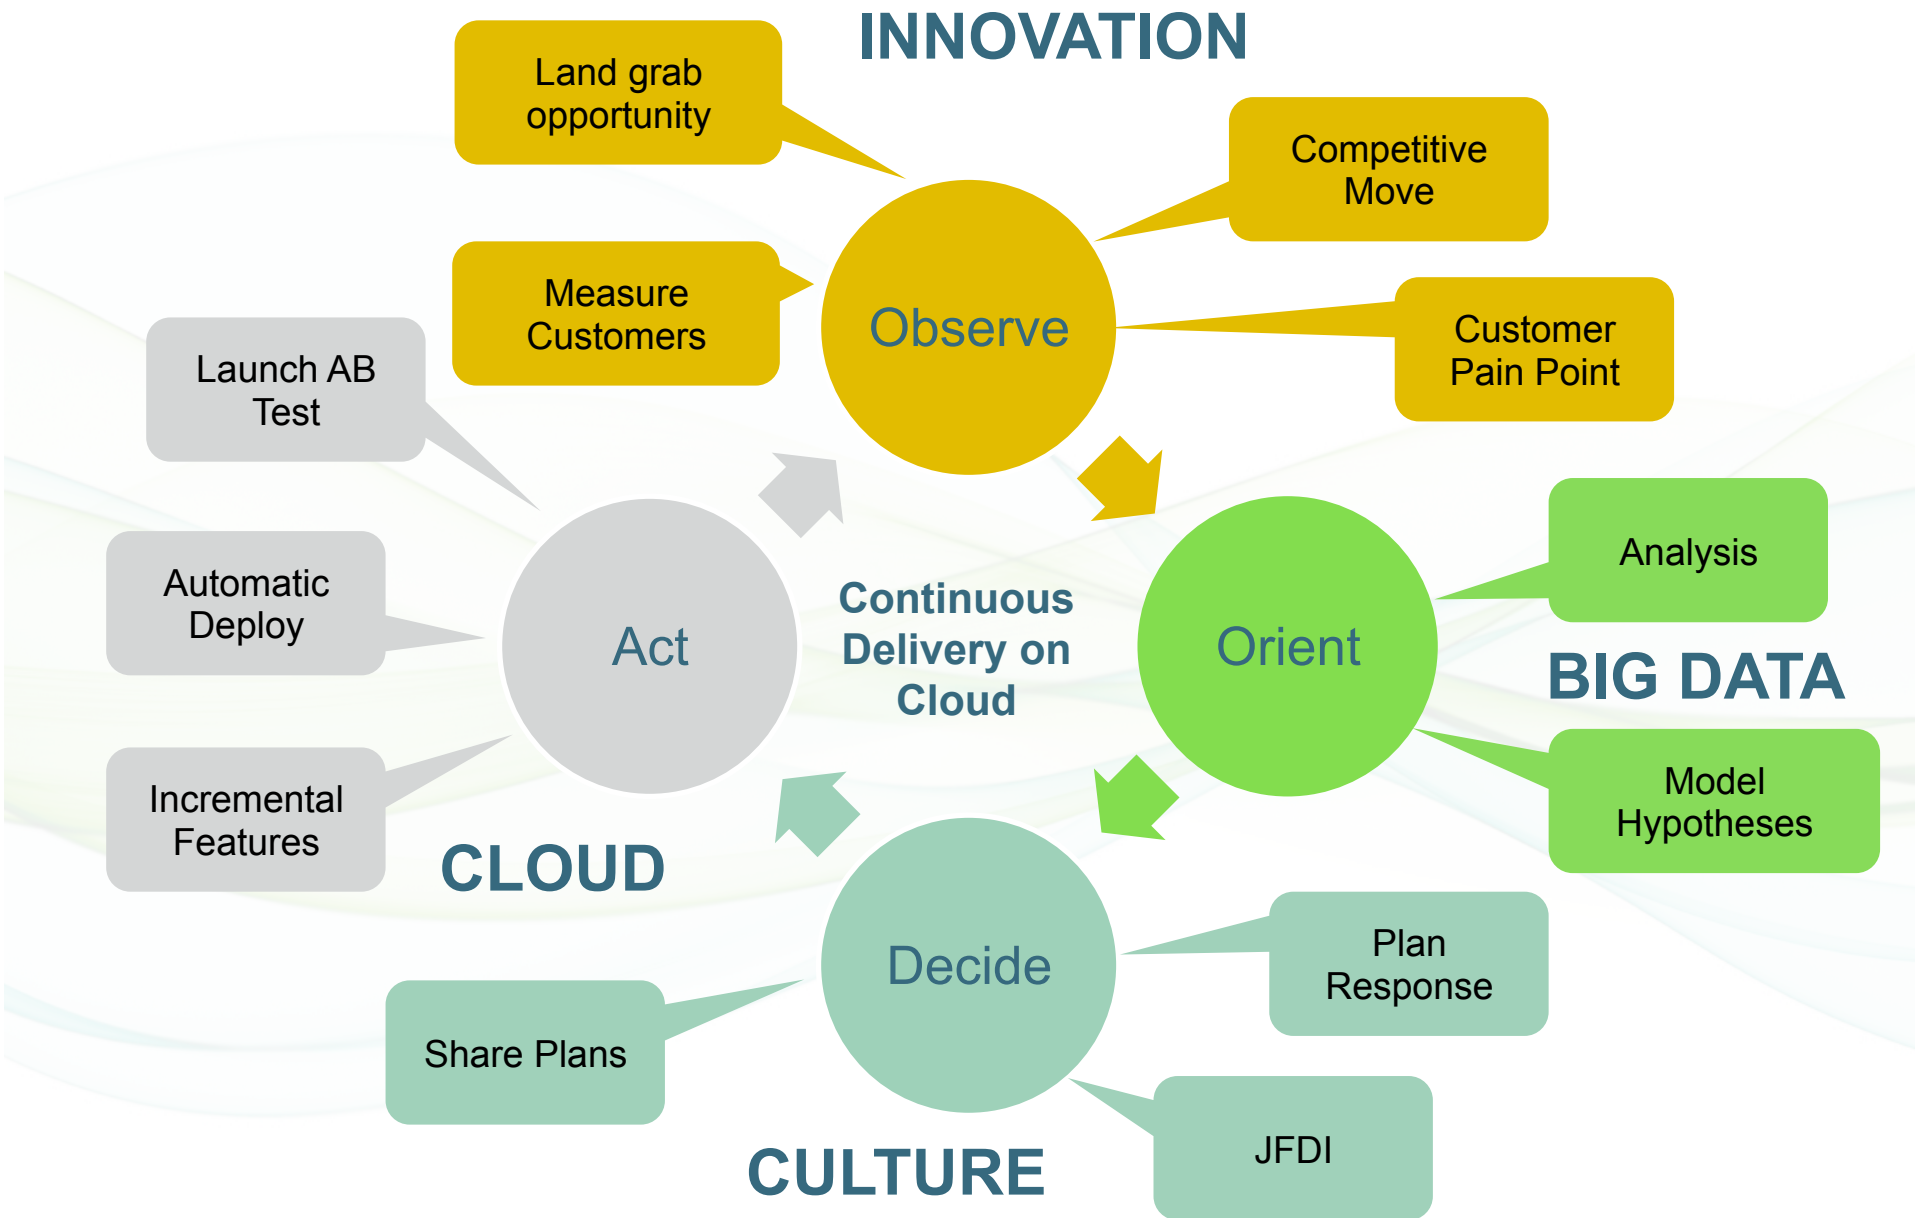 INNOVATION
Land grab
opportunity
Competitive
Move
Measure
Customers
Observe
Customer
Pain Point
Launch AB
Test
Analysis
Automatic
Deploy
Act
Continuous
Delivery on
Cloud
Orient
BIG DATA
Model
Hypotheses
Incremental
Features
CLOUD
Decide
Plan
Response
Share Plans
JFDI
CULTURE